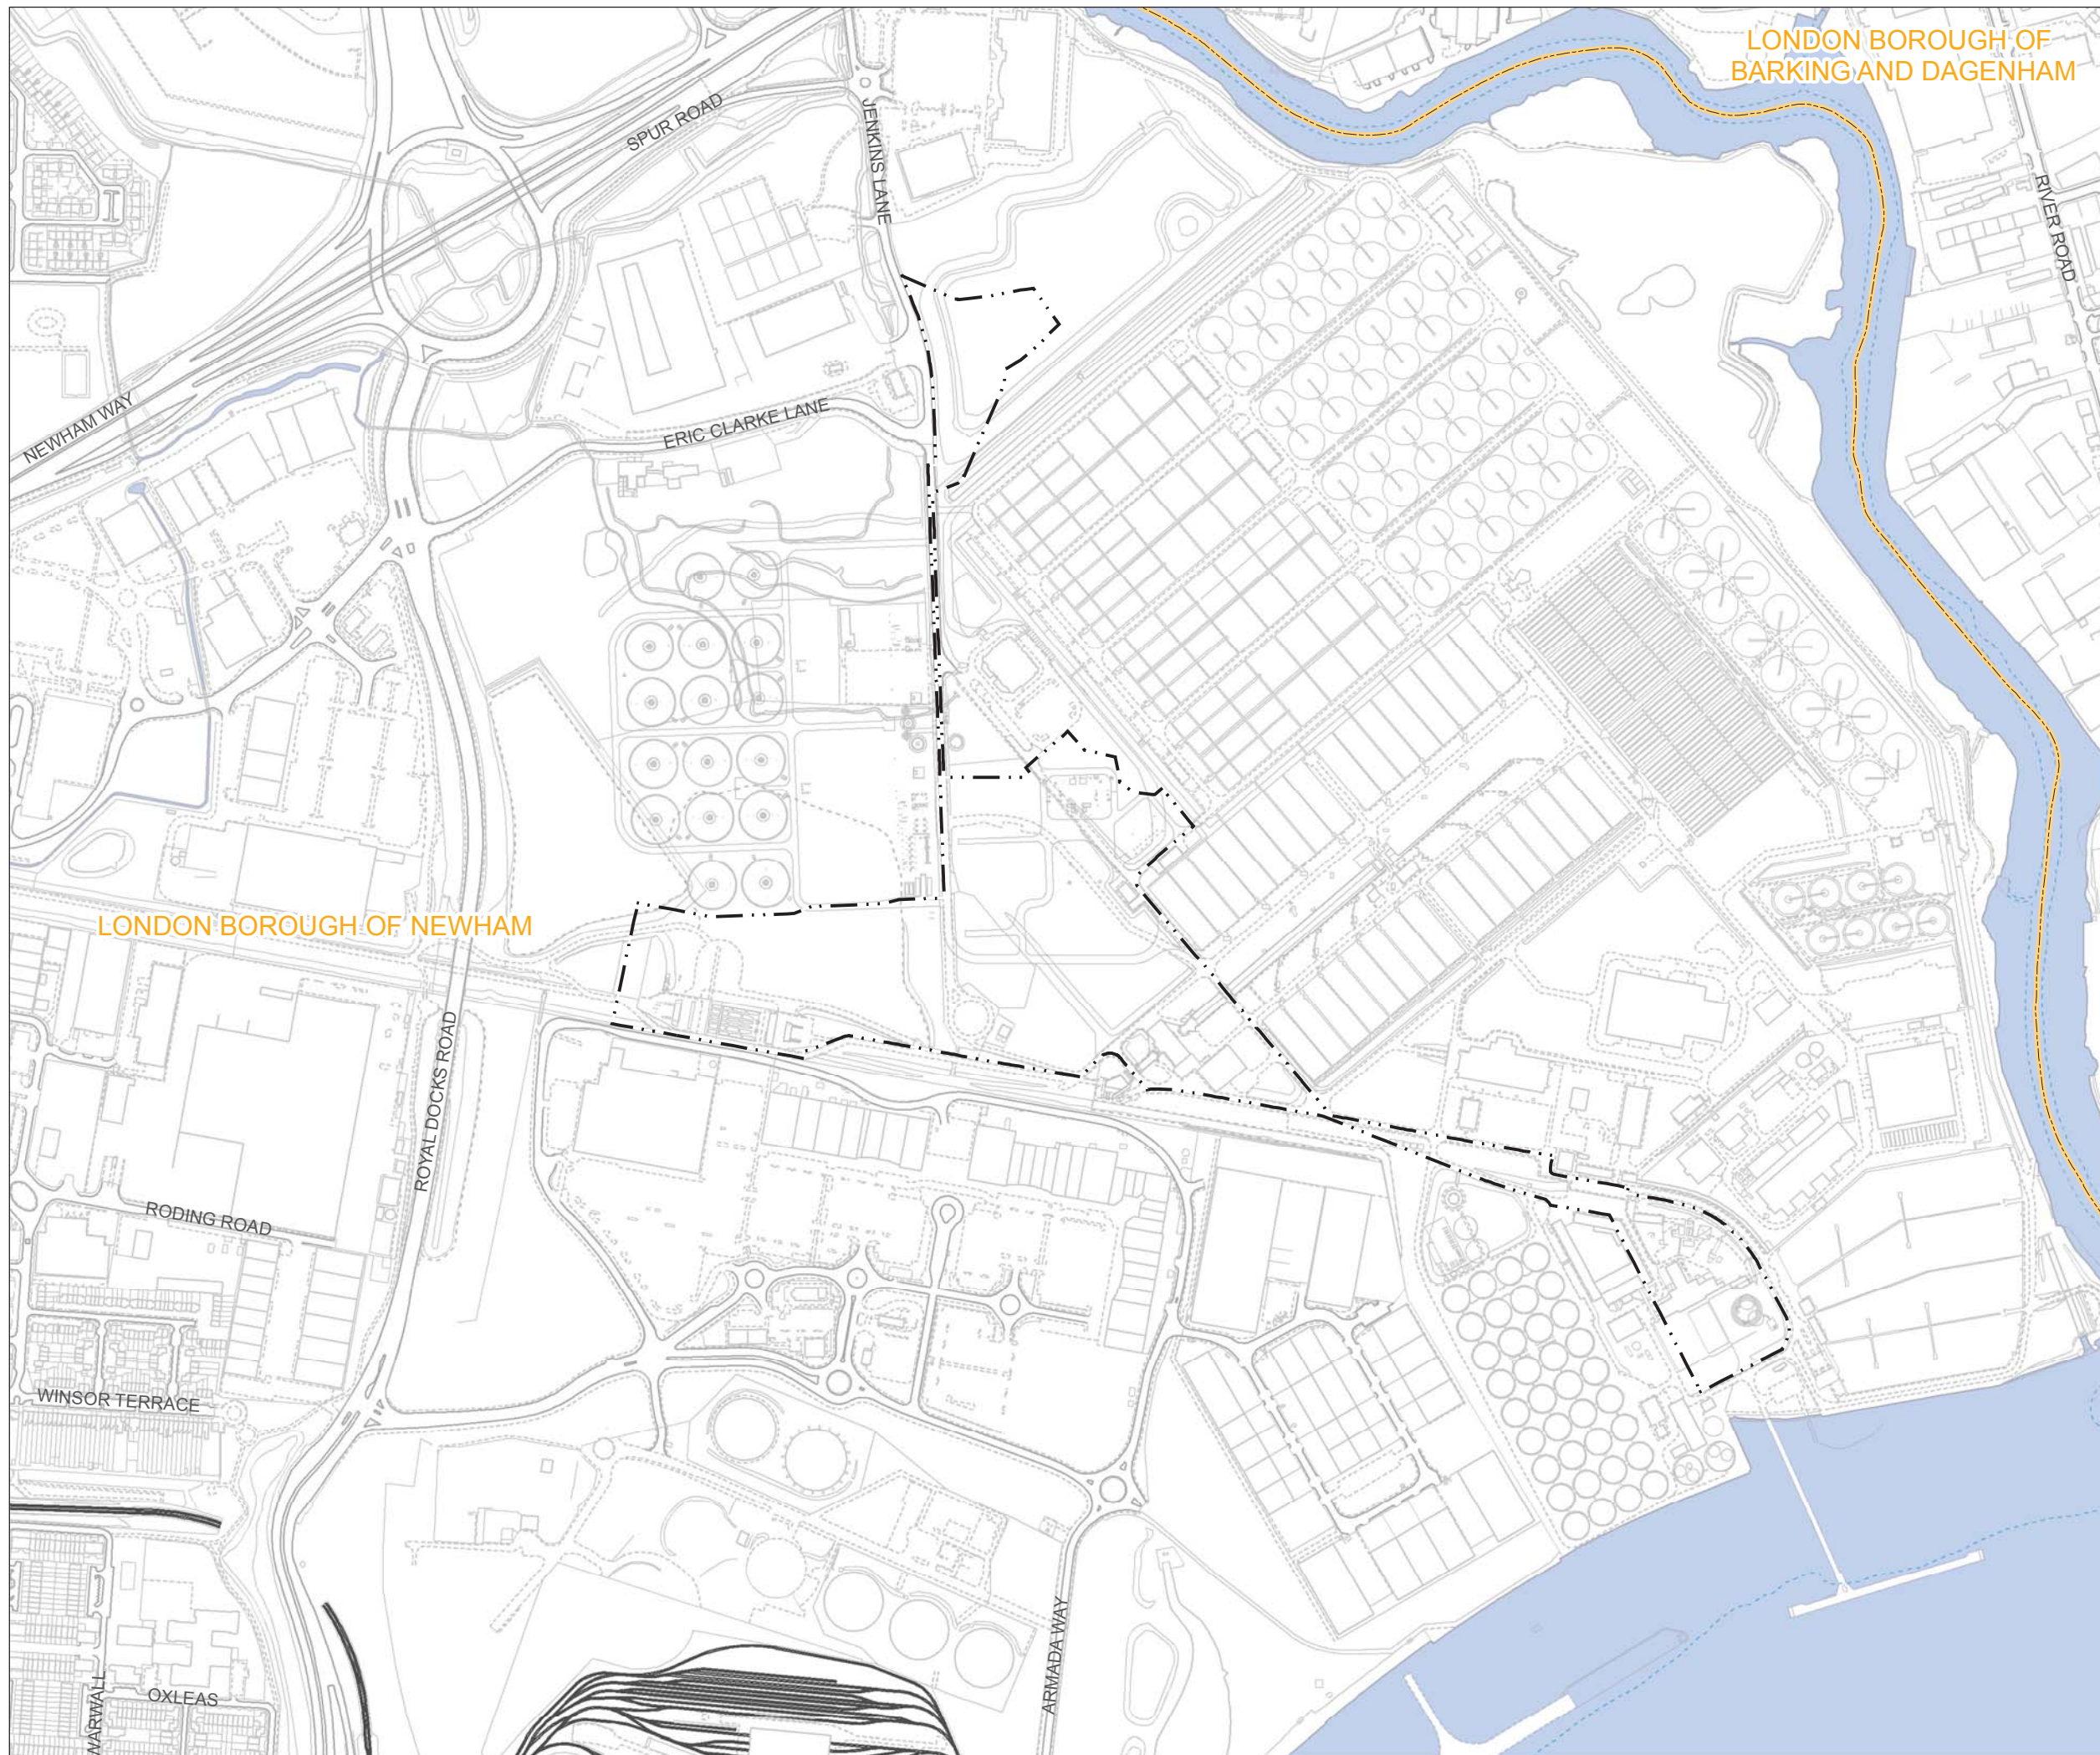 LONDON BOROUGH OF
BARKING AND DAGENHAM
SPUR ROAD
JENKINS LANE
RIVER ROAD
NEWHAM WAY
ERIC CLARKE LANE
LONDON BOROUGH OF NEWHAM
ROYAL DOCKS ROAD
RODING ROAD
WINSOR TERRACE
ARMADA WAY
OXLEAS
WARWALL